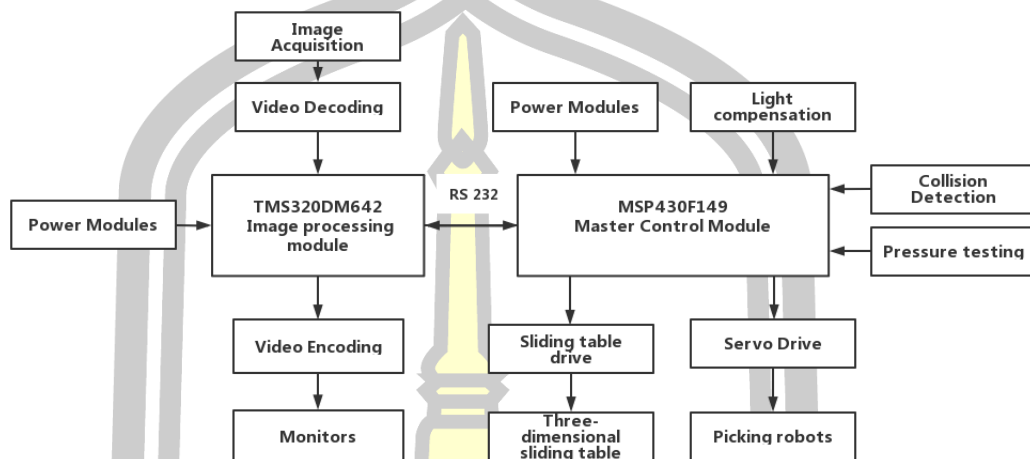 Image
Acquisition
Video Decoding
Power Modules
Light
compensation
Collision
Detection
Power Modules
TMS320DM642
Image processing
module
RS 232
MSP430F149
Master Control Module
Pressure testing
Video Encoding
Sliding table
drive
Servo Drive
Monitors
Three-
dimensional
sliding table
Picking robots